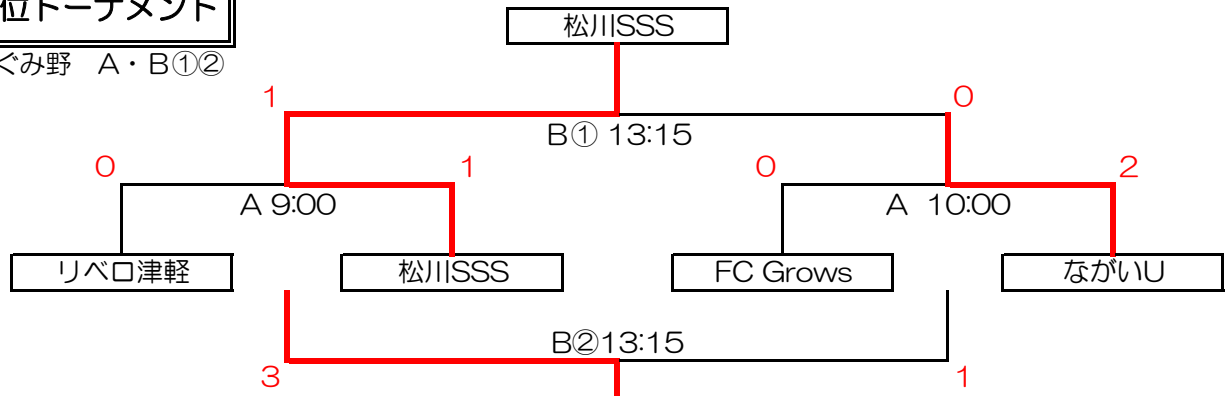 位トーナメント
松川SSS
ぐみ野 A・B①②
1
0
B① 13:15
0
1
0
2
A 9:00
A 10:00
リベロ津軽
松川SSS
FC Grows
ながいU
B②13:15
3
1